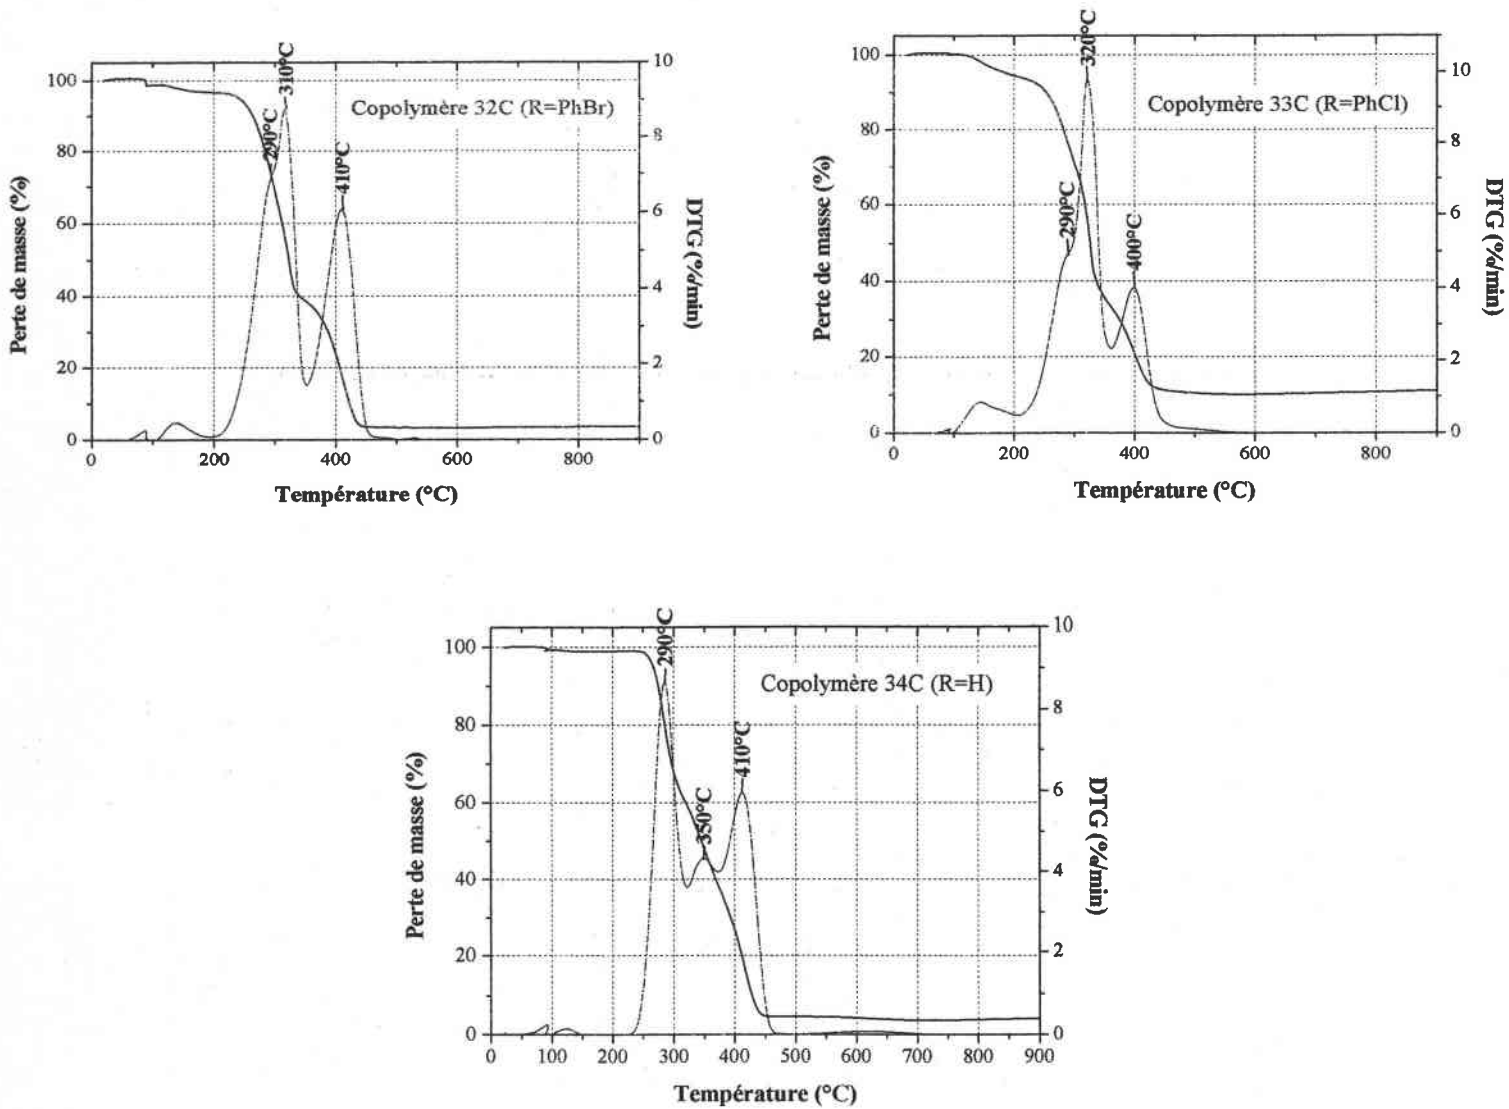 310°C
290°C
410°C
Copolymère 32C (R=PhBr)
100
80
60
40
20
0
10
8
6
4
2
0
0 200 400 600 800
Perte de masse (%)
DTG (%/min)
Température (°C)
320°C
290°C
400°C
Copolymère 33C (R=PhCl)
100
80
60
40
20
0
10
8
6
4
2
0
0 200 400 600 800
Perte de masse (%)
DTG (%/min)
Température (°C)
290°C
350°C
410°C
Copolymère 34C (R=H)
100
80
60
40
20
0
10
8
6
4
2
0
0 100 200 300 400 500 600 700 800 900
Perte de masse (%)
DTG (%/min)
Température (°C)